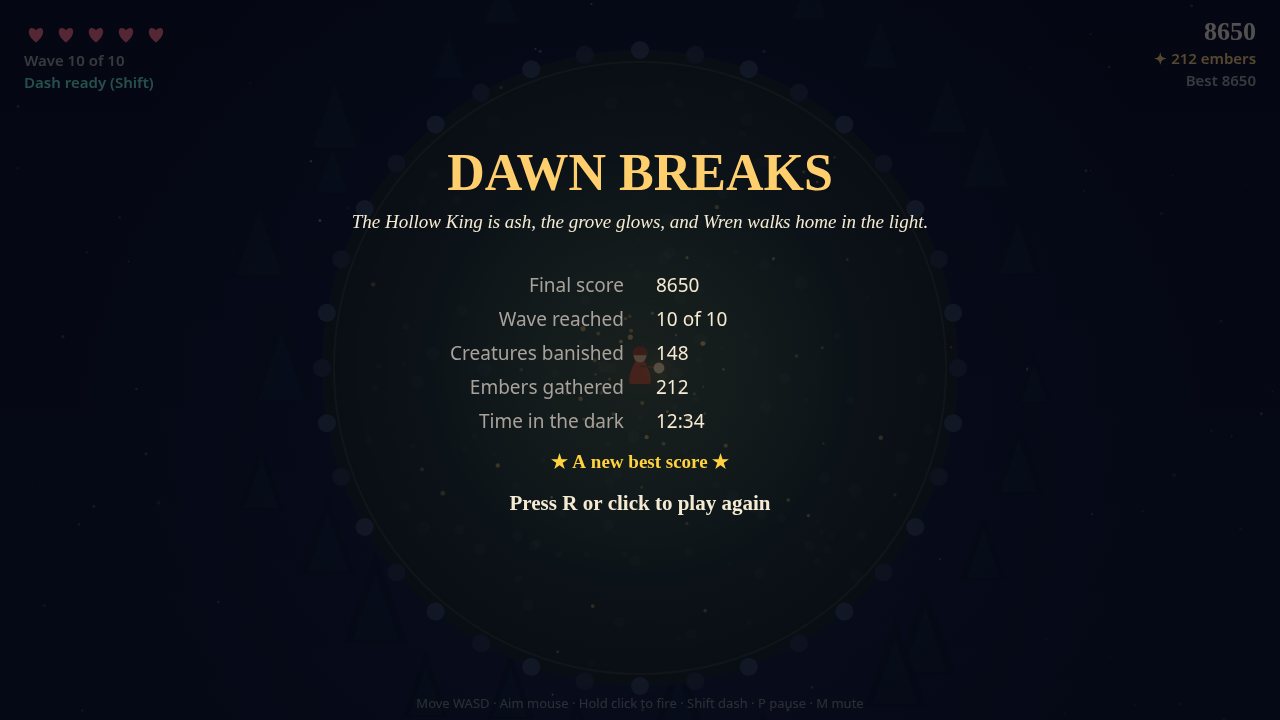 Wave 10 of 10
Dash ready (Shift)
8650
✦ 212 embers
Best 8650
DAWN BREAKS
The Hollow King is ash, the grove glows, and Wren walks home in the light.
Final score 8650
Wave reached 10 of 10
Creatures banished 148
Embers gathered 212
Time in the dark 12:34
★ A new best score ★
Press R or click to play again
Move WASD · Aim mouse · Hold click to fire · Shift dash · P pause · M mute